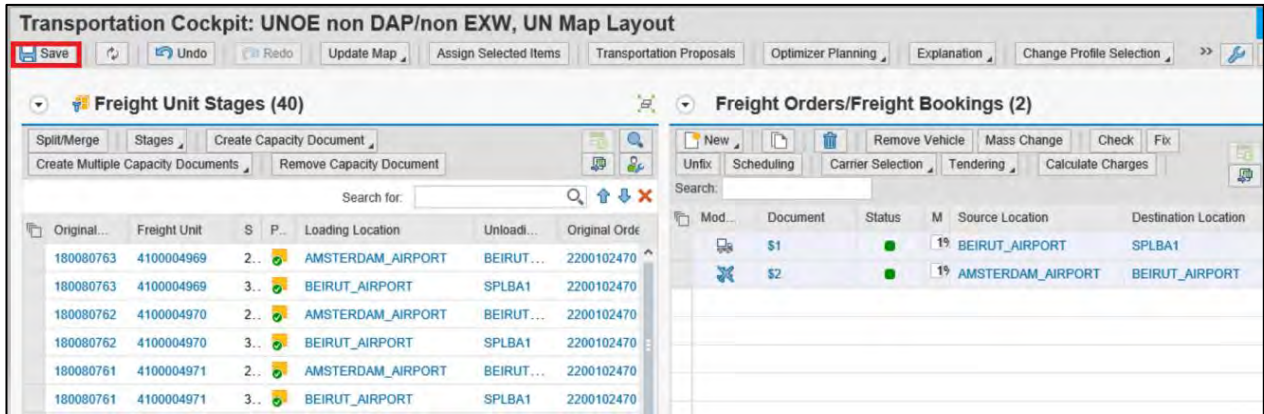 Transportation Cockpit: UNOE non DAP/non EXW, UN Map Layout
Save Undo Redo Update Map Assign Selected Items Transportation Proposals Optimizer Planning Explanation Change Profile Selection >>
Freight Unit Stages (40)
Split/Merge Stages Create Capacity Document
Create Multiple Capacity Documents Remove Capacity Document
Search for:
Original... Freight Unit S P... Loading Location Unloadi... Original Orde
180080763 4100004969 2.. AMSTERDAM_AIRPORT BEIRUT... 2200102470
180080763 4100004969 3.. BEIRUT_AIRPORT SPLBA1 2200102470
180080762 4100004970 2.. AMSTERDAM_AIRPORT BEIRUT... 2200102470
180080762 4100004970 3.. BEIRUT_AIRPORT SPLBA1 2200102470
180080761 4100004971 2.. AMSTERDAM_AIRPORT BEIRUT... 2200102470
180080761 4100004971 3.. BEIRUT_AIRPORT SPLBA1 2200102470
Freight Orders/Freight Bookings (2)
New Remove Vehicle Mass Change Check Fix
Unfix Scheduling Carrier Selection Tendering Calculate Charges
Search:
Mod... Document Status M Source Location Destination Location
$1 BEIRUT_AIRPORT SPLBA1
$2 AMSTERDAM_AIRPORT BEIRUT_AIRPORT